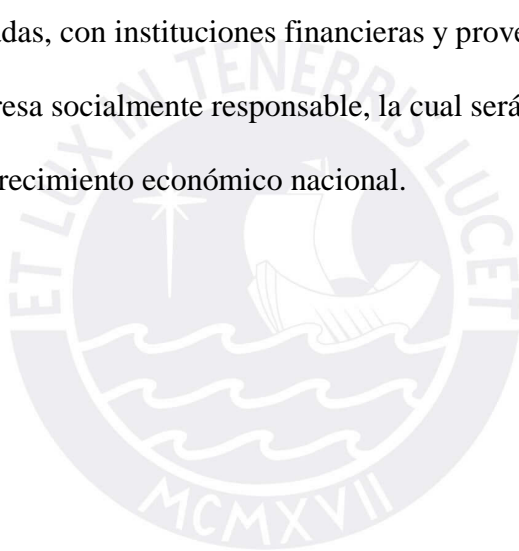 adas, con instituciones financieras y prove
resa socialmente responsable, la cual será
recimiento económico nacional.
ET LUX IN TENEBRIS LUCET
MCMXVII